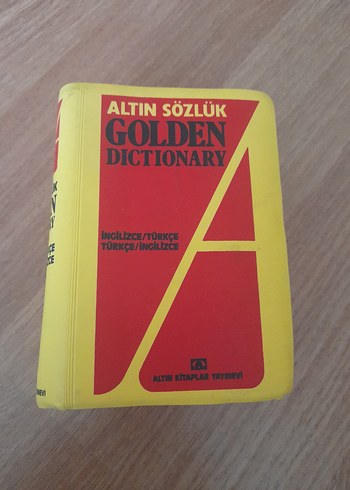 ALTIN SÖZLÜK
GOLDEN
DICTIONARY
İNGİLİZCE/TÜRKÇE
TÜRKÇE/İNGİLİZCE
A
ALTIN KİTAPLAR YAYINEVİ